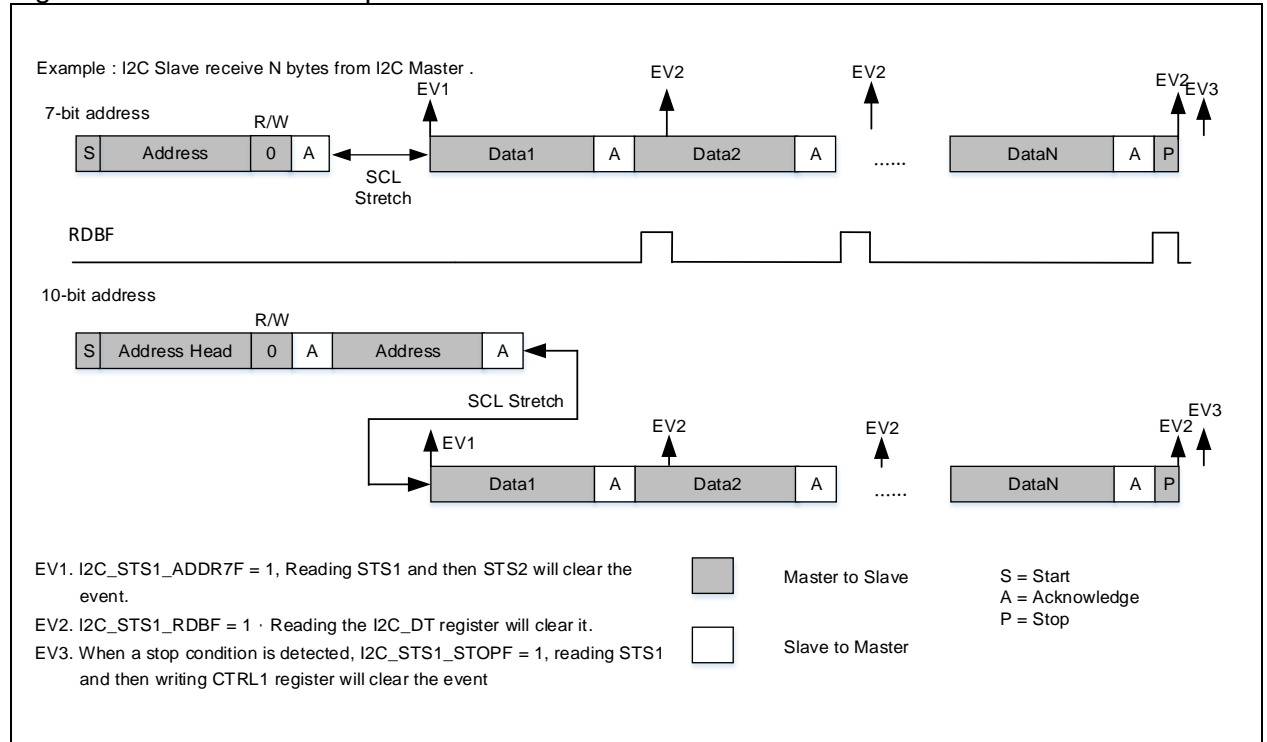 Example : I2C Slave receive N bytes from I2C Master .
EV1
EV2
EV2
EV2
EV3
7-bit address
R/W
S Address 0 A
SCL
Stretch
Data1 A Data2 A ...... DataN A P
RDBF
10-bit address
R/W
S Address Head 0 A Address A
SCL Stretch
EV1
EV2
EV2
EV2
EV3
Data1 A Data2 A ...... DataN A P
EV1. I2C_STS1_ADDR7F = 1, Reading STS1 and then STS2 will clear the
event.
EV2. I2C_STS1_RDBF = 1 · Reading the I2C_DT register will clear it.
EV3. When a stop condition is detected, I2C_STS1_STOPF = 1, reading STS1
and then writing CTRL1 register will clear the event
Master to Slave
Slave to Master
S = Start
A = Acknowledge
P = Stop